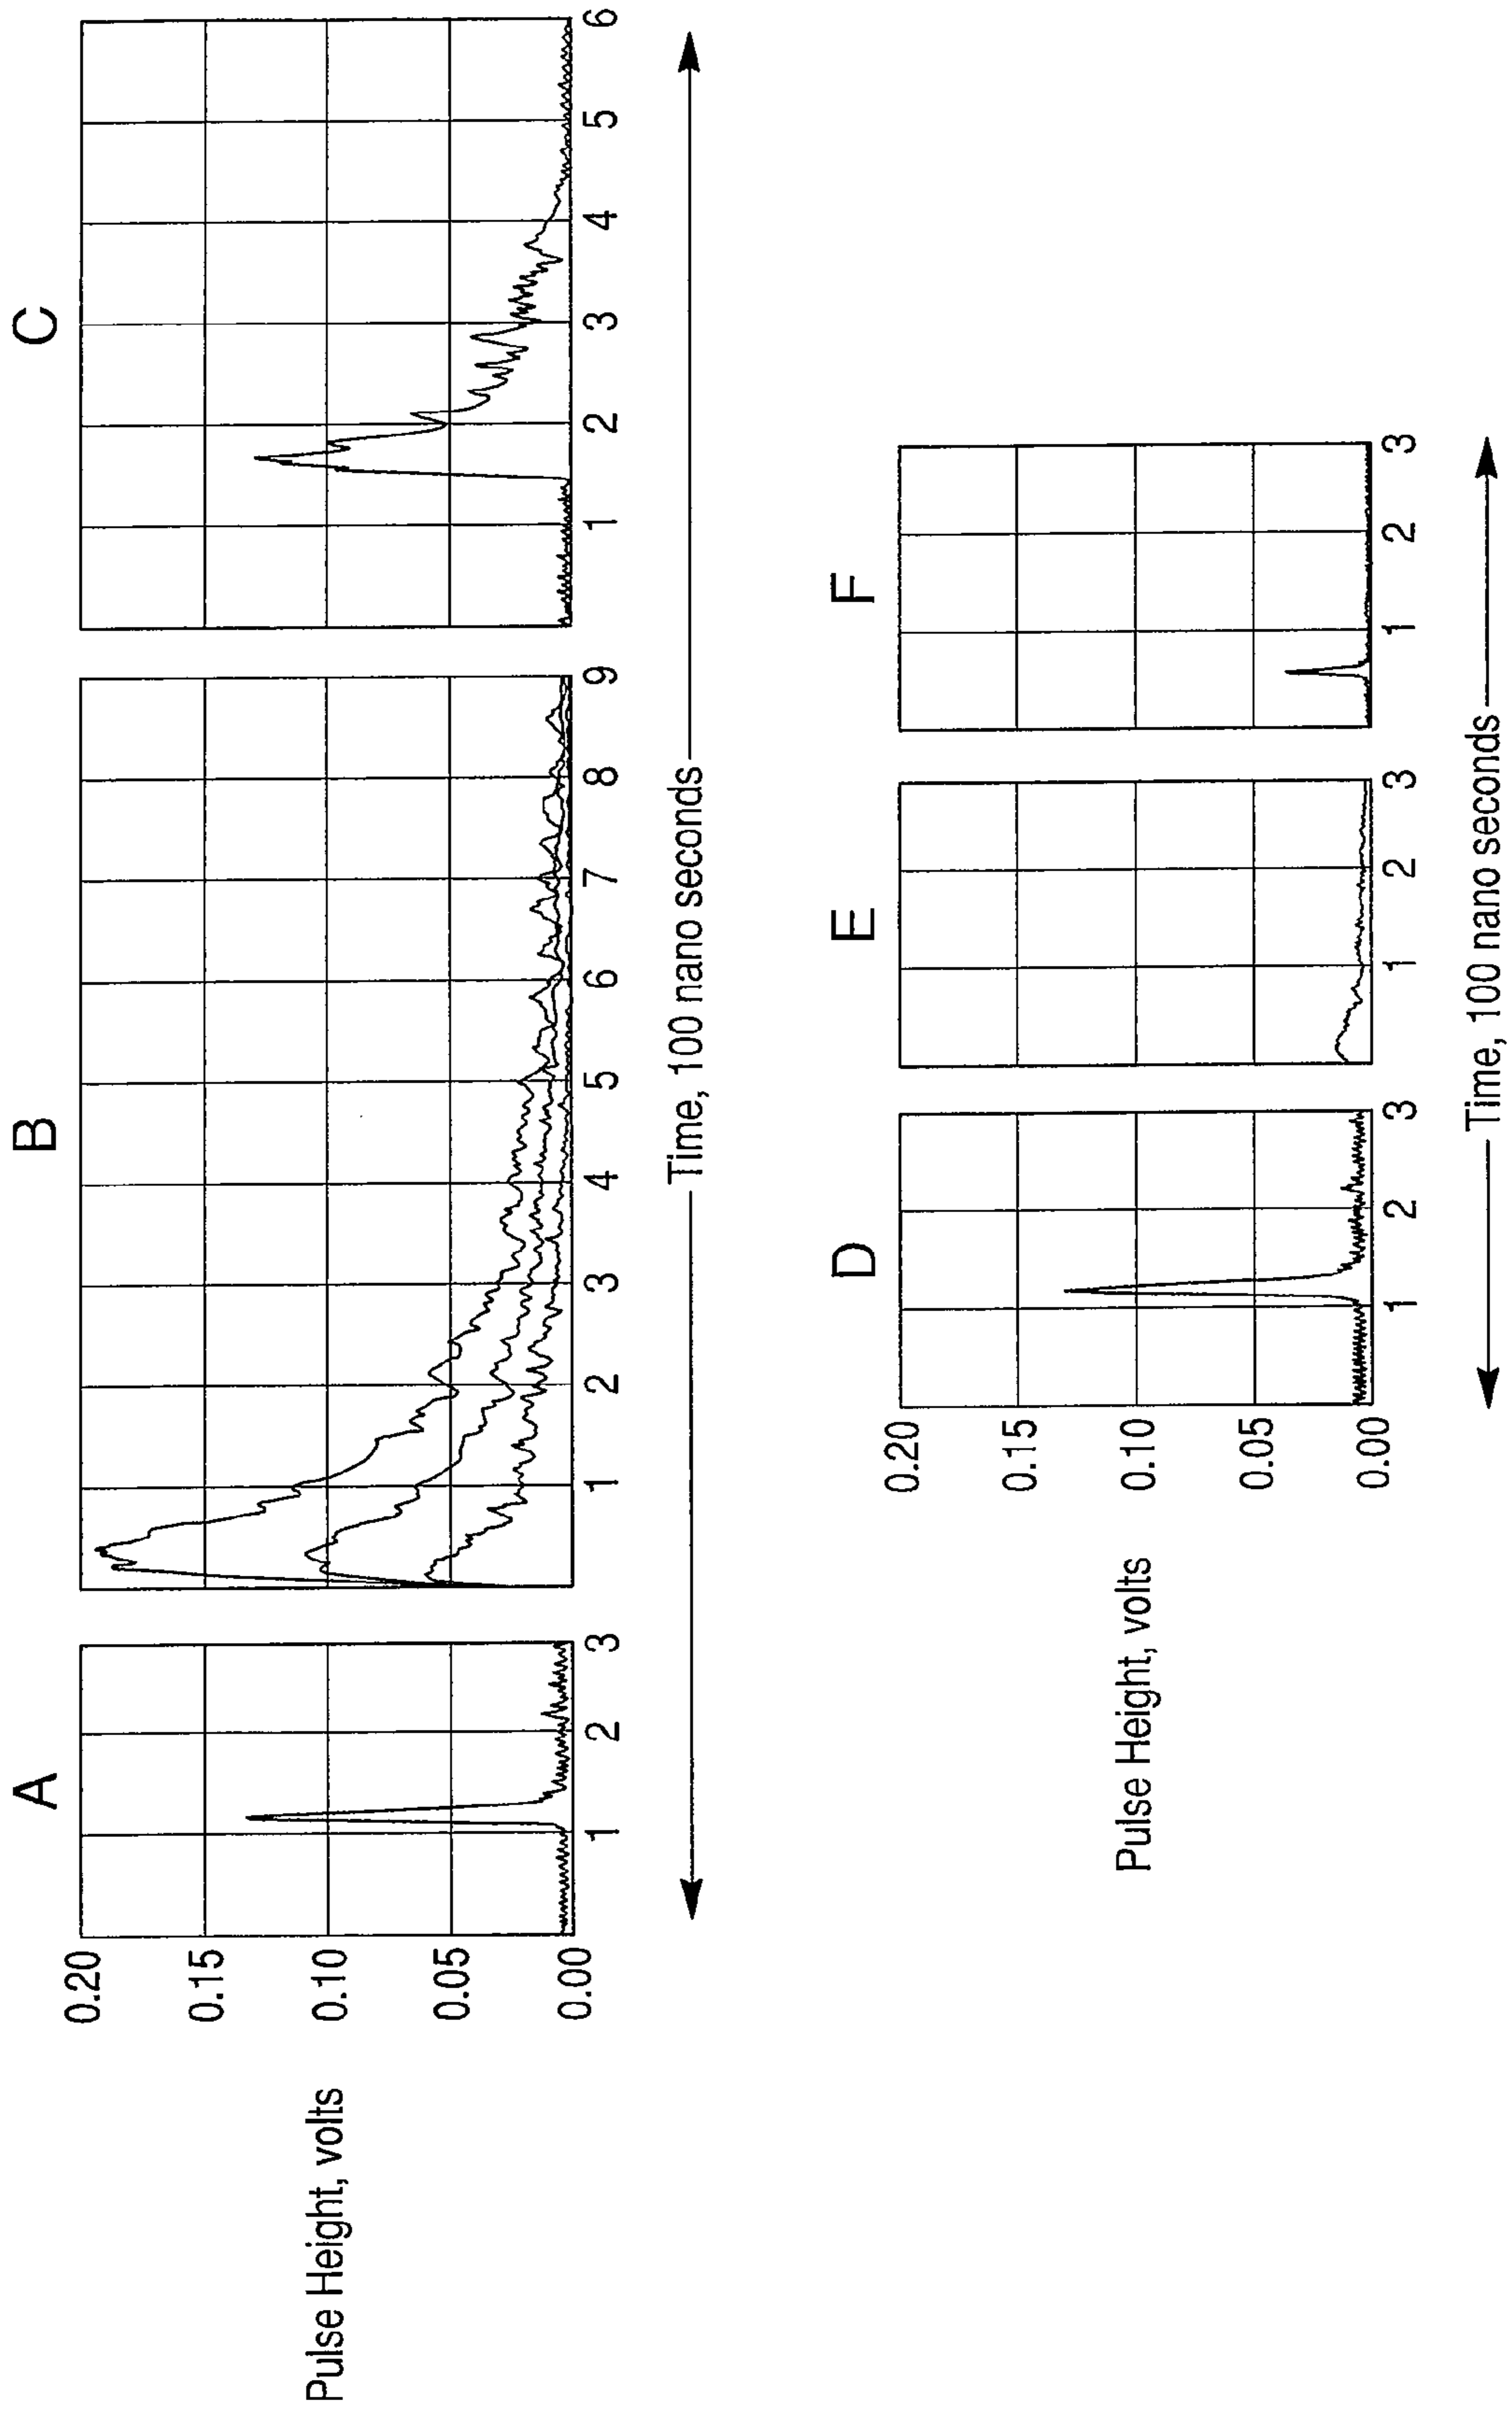 A
B
C
Pulse Height, volts
0.20
0.15
0.10
0.05
0.00
1 2 3
1 2 3 4 5 6 7 8 9
1 2 3 4 5 6
Time, 100 nano seconds
D
E
F
Pulse Height, volts
0.20
0.15
0.10
0.05
0.00
1 2 3
1 2 3
1 2 3
Time, 100 nano seconds